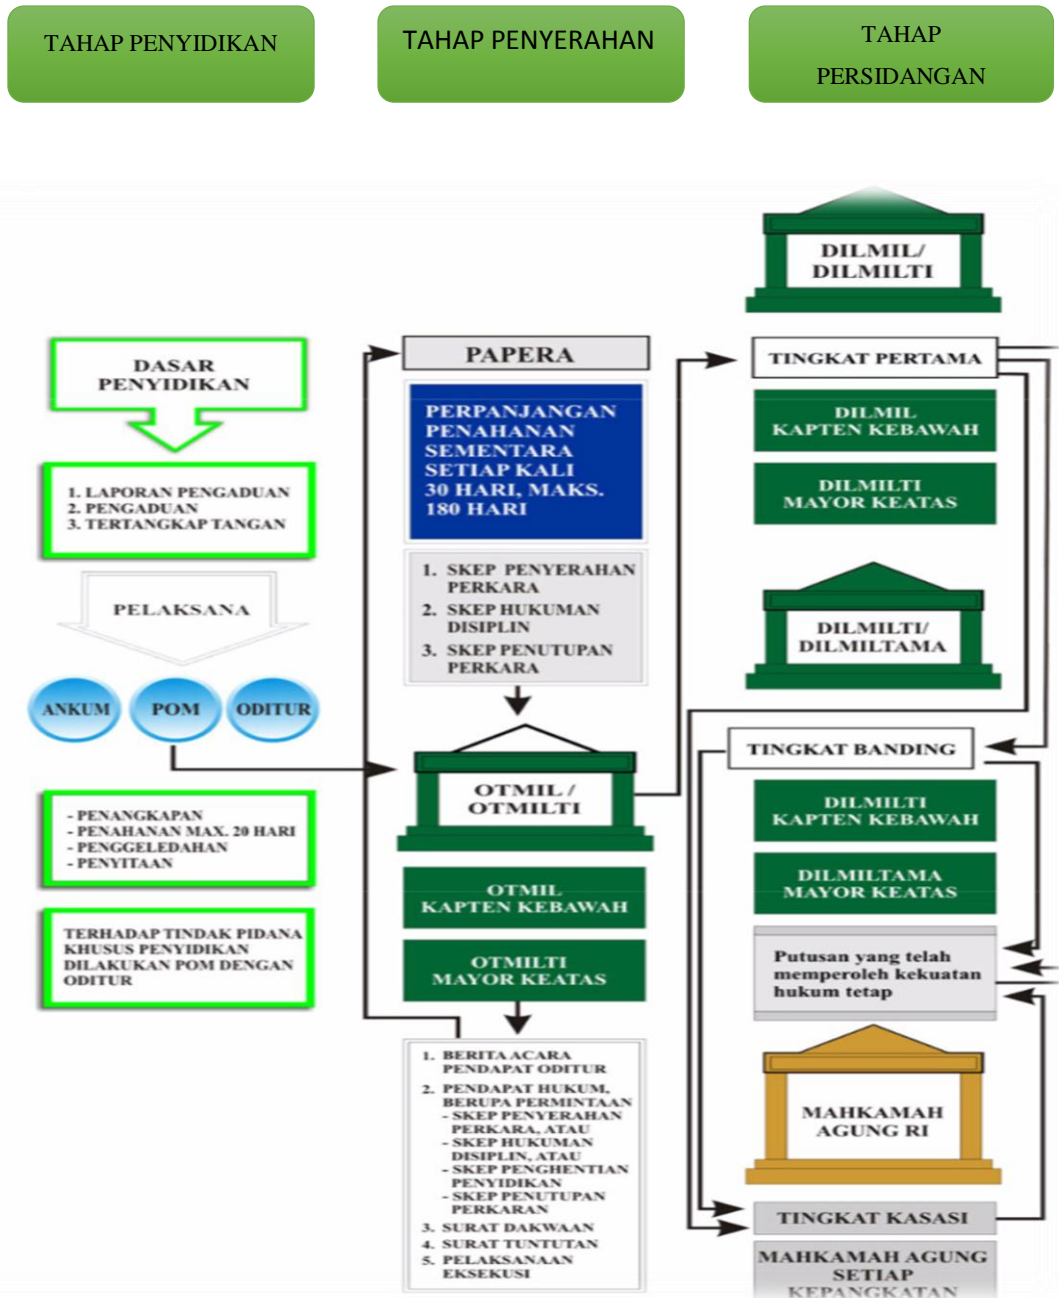 TAHAP PENYIDIKAN
TAHAP PENYERAHAN
TAHAP
PERSIDANGAN
DASAR
PENYIDIKAN
1. LAPORAN PENGADUAN
2. PENGADUAN
3. TERTANGKAP TANGAN
PELAKSANA
ANKUM
POM
ODITUR
- PENANGKAPAN
- PENAHANAN MAX. 20 HARI
- PENGGELEDAHAN
- PENYITAAN
TERHADAP TINDAK PIDANA
KHUSUS PENYIDIKAN
DILAKUKAN POM DENGAN
ODITUR
PAPERA
PERPANJANGAN
PENAHANAN
SEMENTARA
SETIAP KALI
30 HARI, MAKS.
180 HARI
1. SKEP PENYERAHAN
PERKARA
2. SKEP HUKUMAN
DISIPLIN
3. SKEP PENUTUPAN
PERKARA
OTMIL /
OTMILTI
OTMIL
KAPTEN KEBAWAH
OTMILTI
MAYOR KEATAS
1. BERITA ACARA
PENDAPAT ODITUR
2. PENDAPAT HUKUM,
BERUPA PERMINTAAN
- SKEP PENYERAHAN
PERKARA, ATAU
- SKEP HUKUMAN
DISIPLIN, ATAU
- SKEP PENGHENTIAN
PENYIDIKAN
- SKEP PENUTUPAN
PERKARAN
3. SURAT DAKWAAN
4. SURAT TUNTUTAN
5. PELAKSANAAN
EKSEKUSI
DILMIL/
DILMILTI
TINGKAT PERTAMA
DILMIL
KAPTEN KEBAWAH
DILMILTI
MAYOR KEATAS
DILMILTI/
DILMILTAMA
TINGKAT BANDING
DILMILTI
KAPTEN KEBAWAH
DILMILTAMA
MAYOR KEATAS
Putusan yang telah
memperoleh kekuatan
hukum tetap
MAHKAMAH
AGUNG RI
TINGKAT KASASI
MAHKAMAH AGUNG
SETIAP
KEPANGKATAN